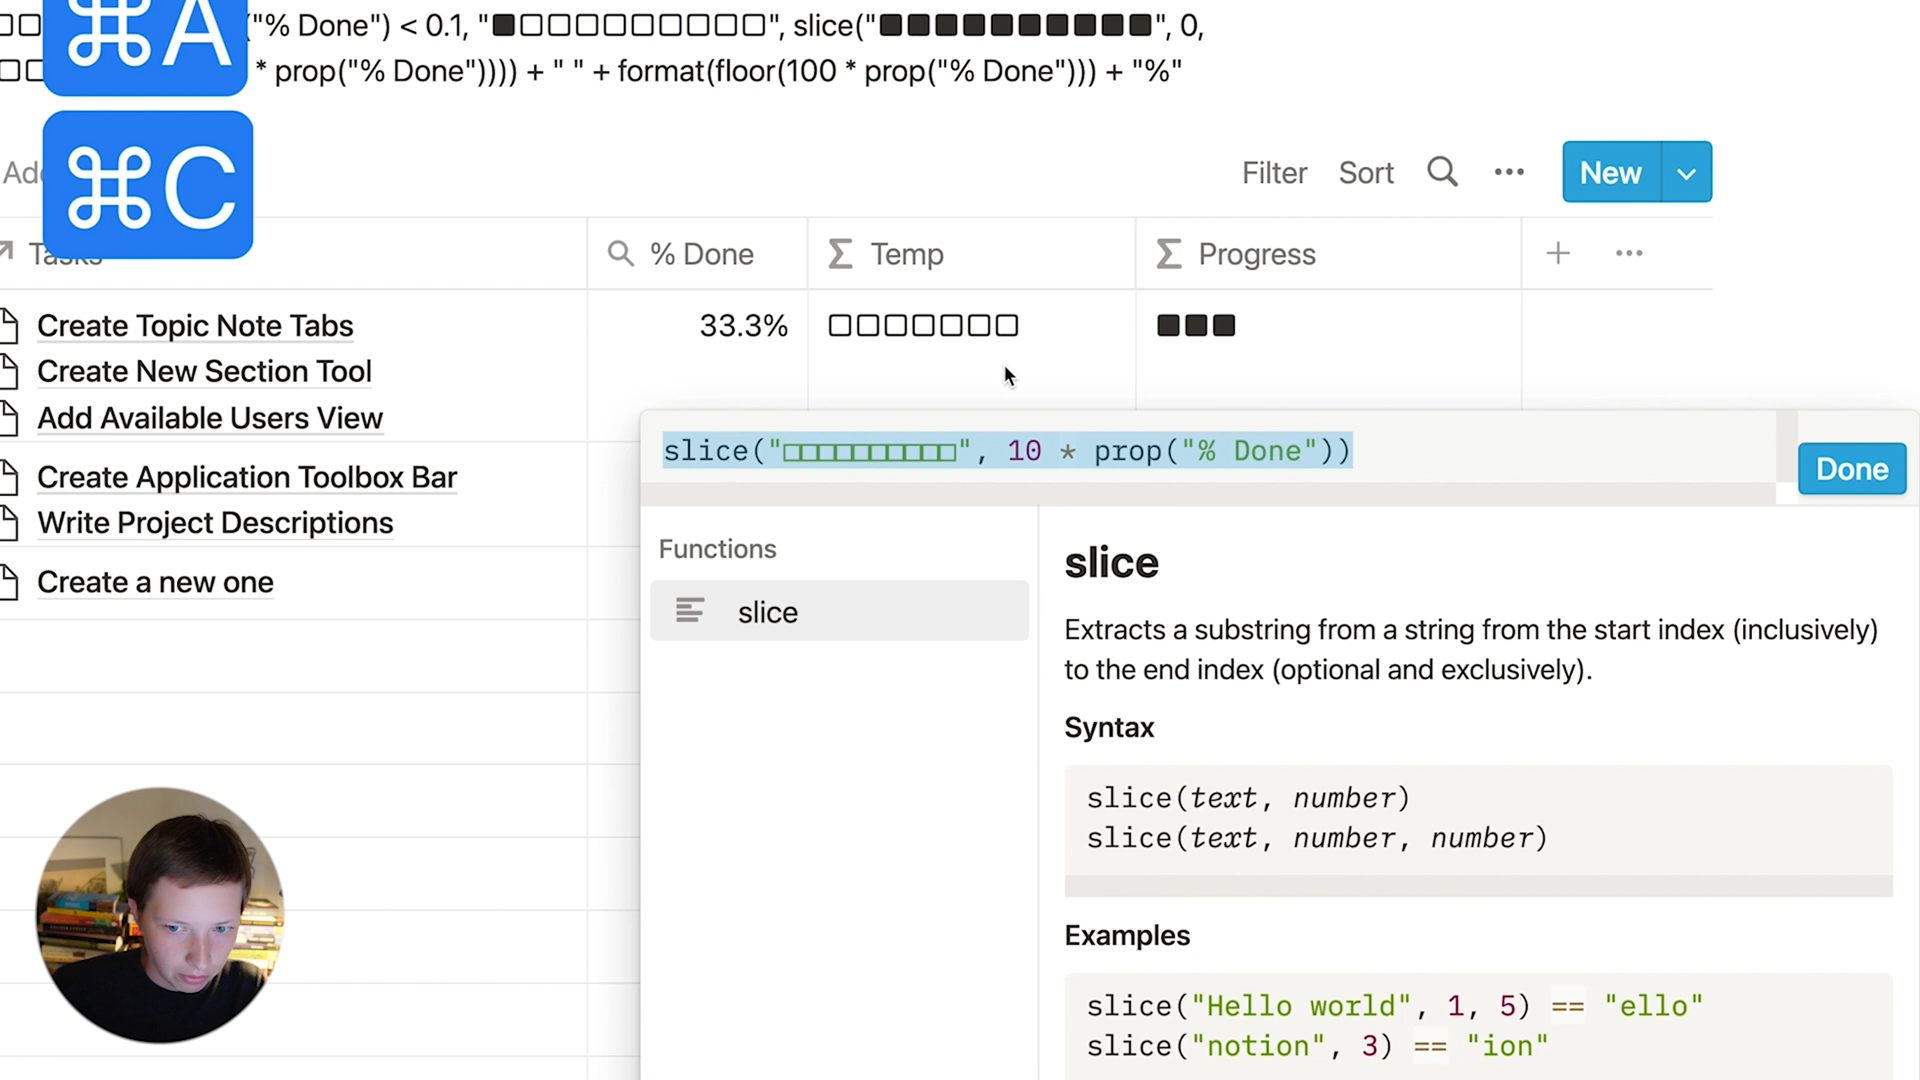 ("% Done") < 0.1, "■□□□□□□□□□", slice("■■■■■■■■■■", 0,
* prop("% Done")))) + " " + format(floor(100 * prop("% Done"))) + "%"
⌘A
⌘C
Filter Sort New
Tasks % Done Σ Temp Σ Progress
Create Topic Note Tabs 33.3% □□□□□□□ ■■■
Create New Section Tool
Add Available Users View
slice("□□□□□□□□□□", 10 * prop("% Done"))
Done
Create Application Toolbox Bar
Write Project Descriptions
Create a new one
Functions
slice
slice
Extracts a substring from a string from the start index (inclusively)
to the end index (optional and exclusively).
Syntax
slice(text, number)
slice(text, number, number)
Examples
slice("Hello world", 1, 5) == "ello"
slice("notion", 3) == "ion"